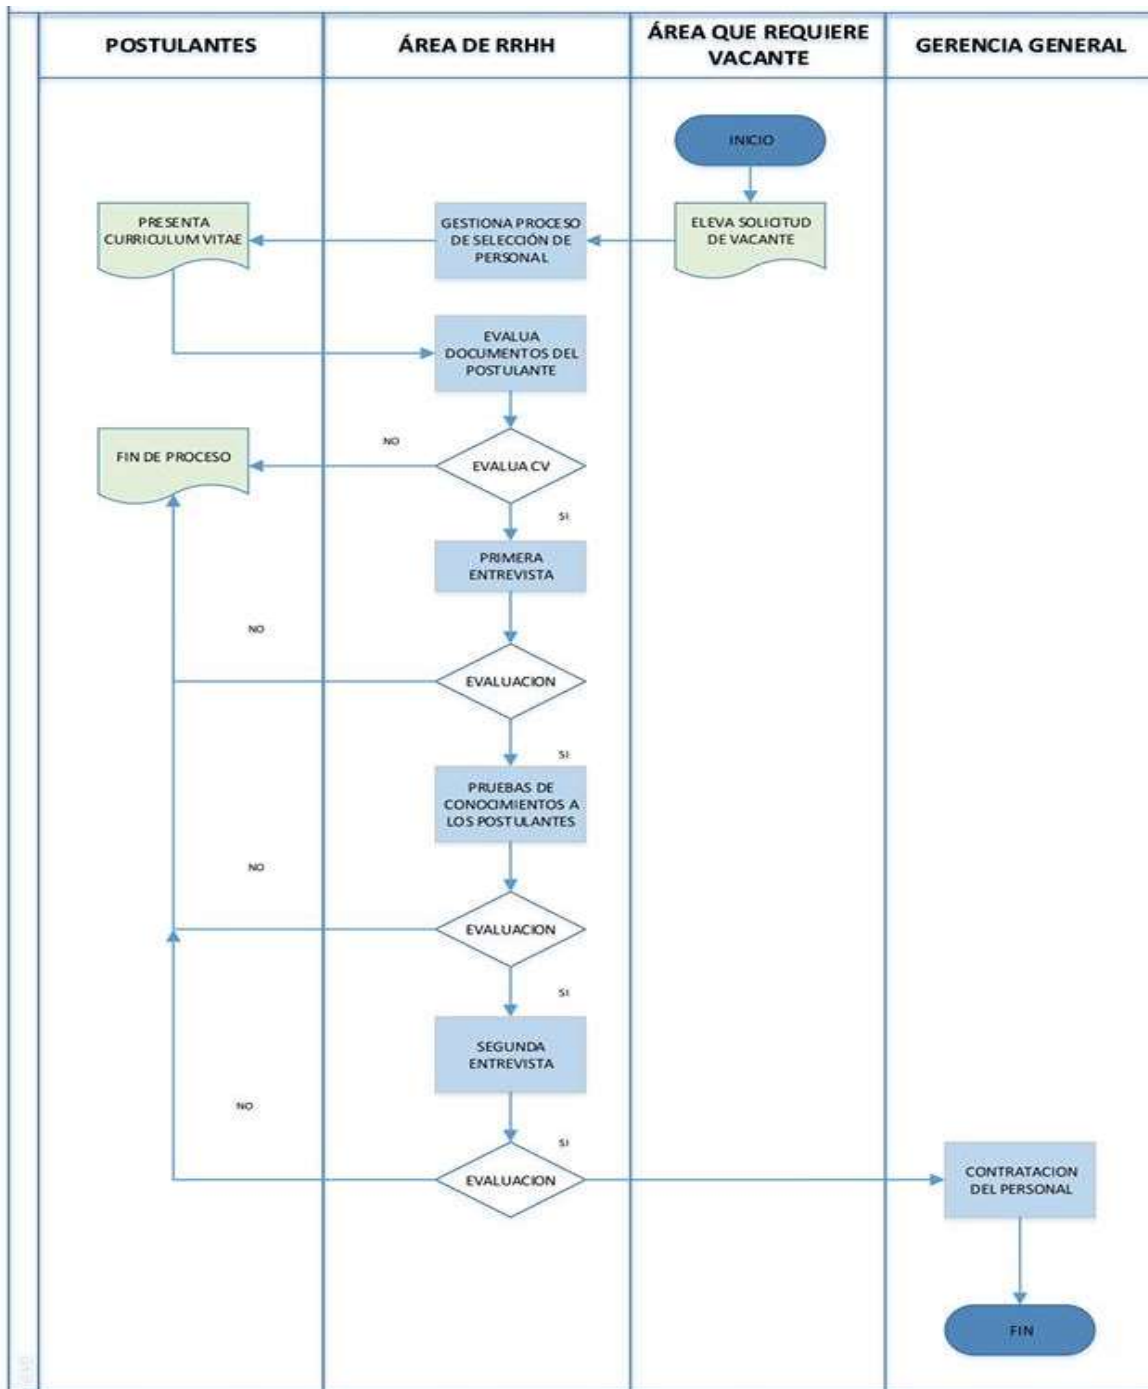 POSTULANTES
ÁREA DE RRHH
ÁREA QUE REQUIERE
VACANTE
GERENCIA GENERAL
INICIO
PRESENTA
CURRICULUM VITAE
GESTIONA PROCESO
DE SELECCIÓN DE
PERSONAL
ELEVA SOLICITUD
DE VACANTE
EVALUA
DOCUMENTOS DEL
POSTULANTE
NO
FIN DE PROCESO
EVALUA CV
SI
PRIMERA
ENTREVISTA
NO
EVALUACION
SI
PRUEBAS DE
CONOCIMIENTOS A
LOS POSTULANTES
NO
EVALUACION
SI
SEGUNDA
ENTREVISTA
NO
SI
EVALUACION
CONTRATACION
DEL PERSONAL
FIN